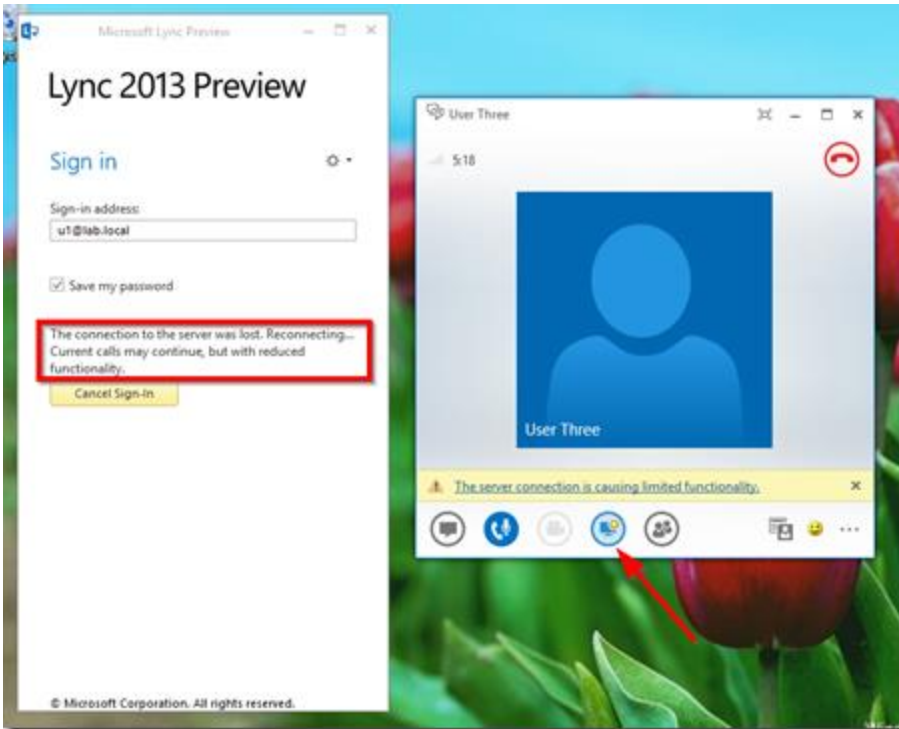 Microsoft Lync Preview
Lync 2013 Preview
Sign in
Sign-in address:
u1@lab.local
Save my password
The connection to the server was lost. Reconnecting...
Current calls may continue, but with reduced
functionality.
Cancel Sign-In
© Microsoft Corporation. All rights reserved.
User Three
5:18
User Three
The server connection is causing limited functionality.